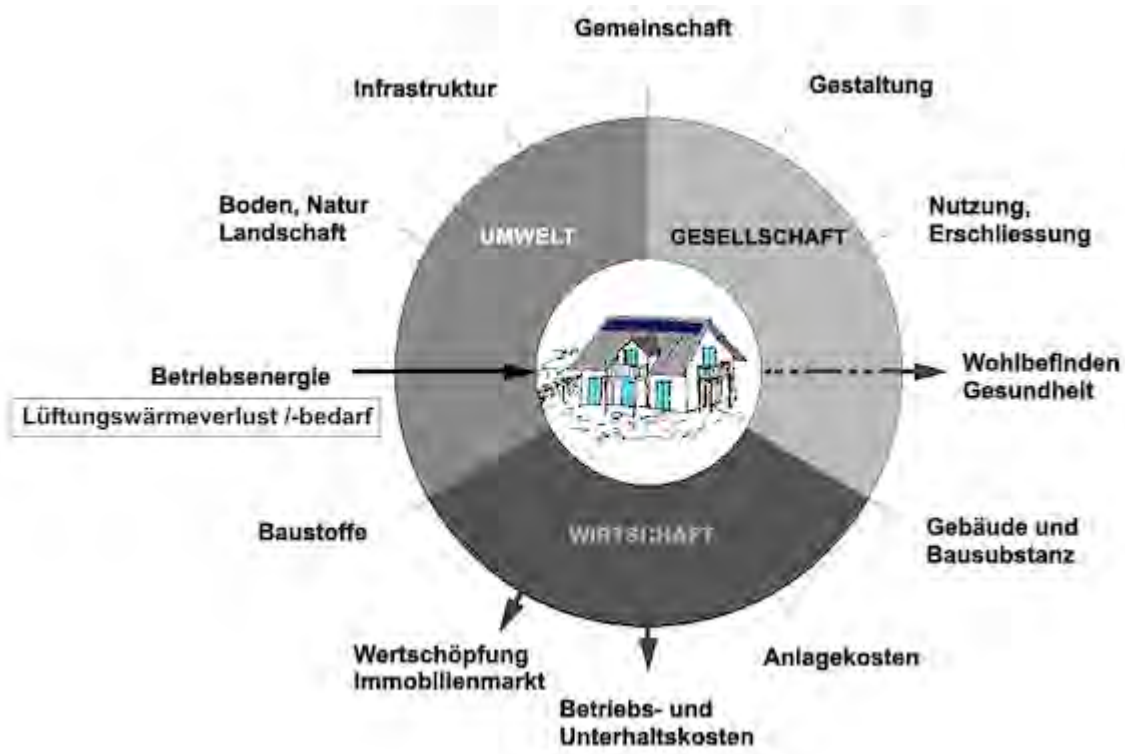 Gemeinschaft
Infrastruktur
Gestaltung
Boden, Natur
Landschaft
Nutzung,
Erschliessung
UMWELT
GESELLSCHAFT
Betriebsenergie
Wohlbefinden
Gesundheit
Lüftungswärmeverlust /-bedarf
Baustoffe
WIRTSCHAFT
Gebäude und
Bausubstanz
Wertschöpfung
Immobilienmarkt
Anlagekosten
Betriebs- und
Unterhaltskosten